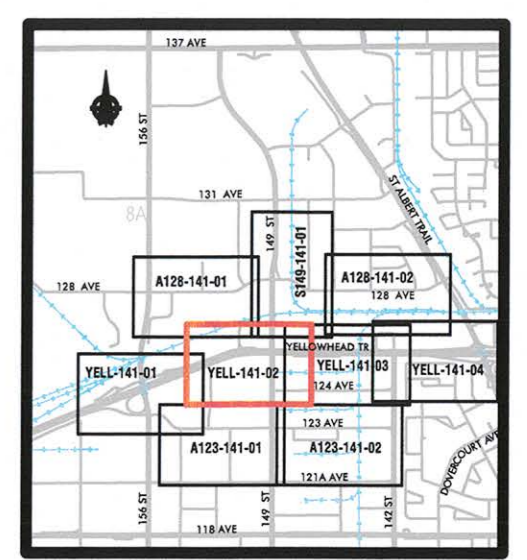 137 AVE
156 ST
ST ALBERT TRAIL
131 AVE
8A
149 ST
S149-141-01
A128-141-01
A128-141-02
128 AVE
128 AVE
YELLOWHEAD TR
YELL-141-01
YELL-141-02
YELL-141-03
YELL-141-04
124 AVE
123 AVE
A123-141-01
A123-141-02
DOVERCOURT AVE
121A AVE
156 ST
149 ST
142 ST
118 AVE